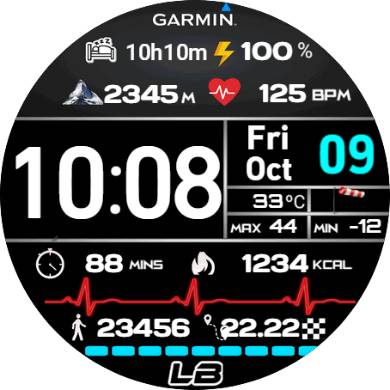 GARMIN.
10h10m 100 %
2345 M 125 BPM
10:08
Fri 09
Oct
33°C
MAX 44 MIN -12
88 MINS 1234 KCAL
23456 22.22
LB